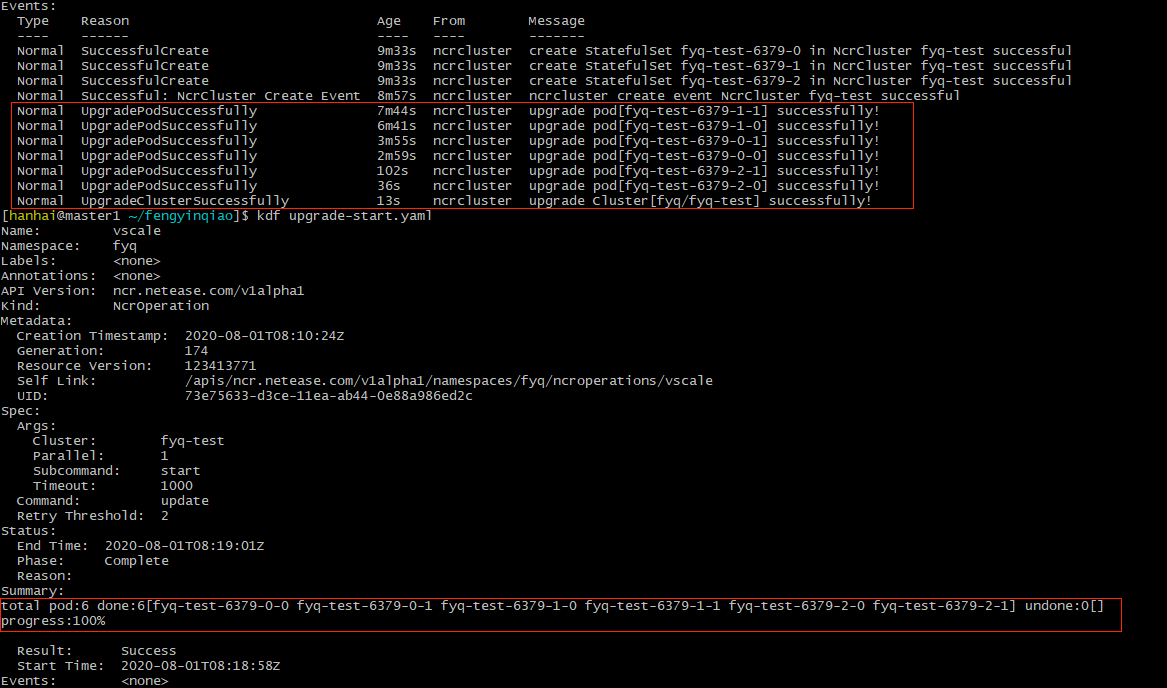 Events:
  Type    Reason                               Age    From        Message
  ----    ------                               ----   ----        -------
  Normal  SuccessfulCreate                     9m33s  ncrcluster  create StatefulSet fyq-test-6379-0 in NcrCluster fyq-test successful
  Normal  SuccessfulCreate                     9m33s  ncrcluster  create StatefulSet fyq-test-6379-1 in NcrCluster fyq-test successful
  Normal  SuccessfulCreate                     9m33s  ncrcluster  create StatefulSet fyq-test-6379-2 in NcrCluster fyq-test successful
  Normal  Successful: NcrCluster Create Event  8m57s  ncrcluster  ncrcluster create event NcrCluster fyq-test successful
  Normal  UpgradePodSuccessfully               7m44s  ncrcluster  upgrade pod[fyq-test-6379-1-1] successfully!
  Normal  UpgradePodSuccessfully               6m41s  ncrcluster  upgrade pod[fyq-test-6379-1-0] successfully!
  Normal  UpgradePodSuccessfully               3m55s  ncrcluster  upgrade pod[fyq-test-6379-0-1] successfully!
  Normal  UpgradePodSuccessfully               2m59s  ncrcluster  upgrade pod[fyq-test-6379-0-0] successfully!
  Normal  UpgradePodSuccessfully               102s   ncrcluster  upgrade pod[fyq-test-6379-2-1] successfully!
  Normal  UpgradePodSuccessfully               36s    ncrcluster  upgrade pod[fyq-test-6379-2-0] successfully!
  Normal  UpgradeClusterSuccessfully           13s    ncrcluster  upgrade Cluster[fyq/fyq-test] successfully!
[hanhai@master1 ~/fengyinqiao]$ kdf upgrade-start.yaml
Name:         vscale
Namespace:    fyq
Labels:       <none>
Annotations:  <none>
API Version:  ncr.netease.com/v1alpha1
Kind:         NcrOperation
Metadata:
  Creation Timestamp:  2020-08-01T08:10:24Z
  Generation:          174
  Resource Version:    123413771
  Self Link:           /apis/ncr.netease.com/v1alpha1/namespaces/fyq/ncroperations/vscale
  UID:                 73e75633-d3ce-11ea-ab44-0e88a986ed2c
Spec:
  Args:
    Cluster:        fyq-test
    Parallel:       1
    Subcommand:     start
    Timeout:        1000
  Command:          update
  Retry Threshold:  2
Status:
  End Time:  2020-08-01T08:19:01Z
  Phase:     Complete
  Reason:
Summary:
total pod:6 done:6[fyq-test-6379-0-0 fyq-test-6379-0-1 fyq-test-6379-1-0 fyq-test-6379-1-1 fyq-test-6379-2-0 fyq-test-6379-2-1] undone:0[]
progress:100%
  Result:      Success
  Start Time:  2020-08-01T08:18:58Z
Events:        <none>